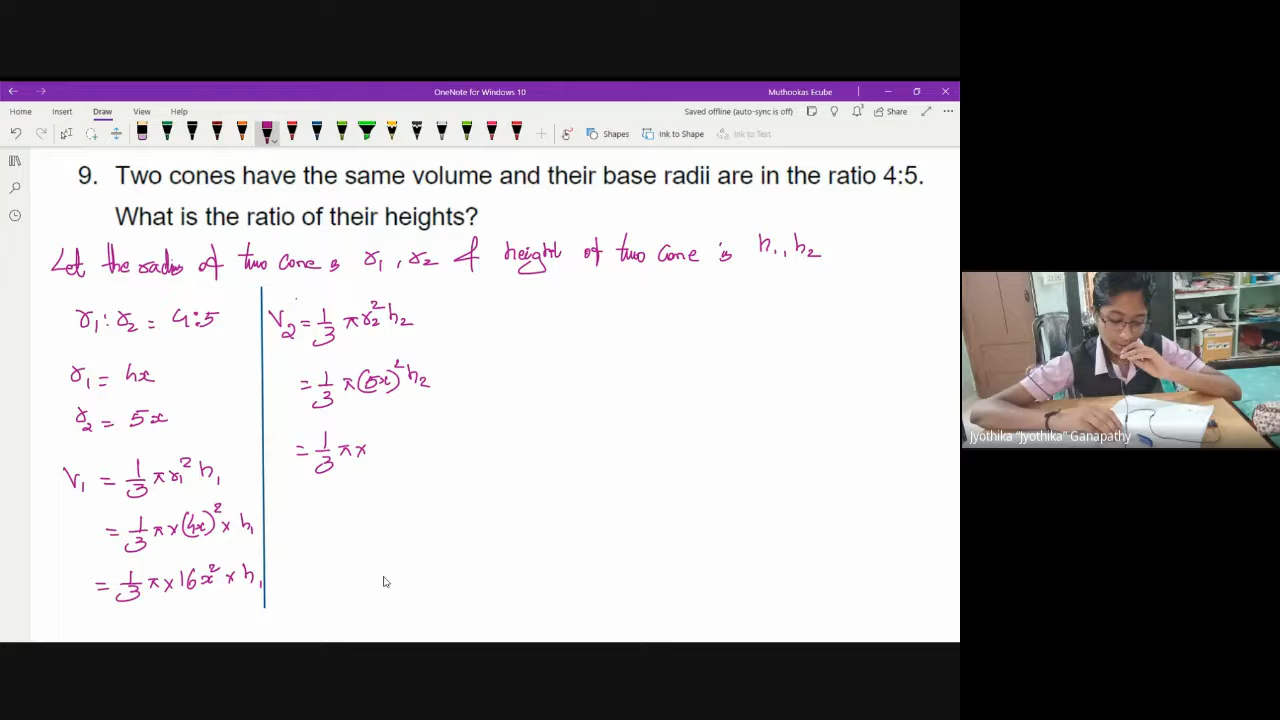 OneNote for Windows 10
Muthookas Ecube
Home Insert Draw View Help
Saved offline (auto-sync is off)
Share
Shapes
Ink to Shape
Ink to Text
9. Two cones have the same volume and their base radii are in the ratio 4:5.
What is the ratio of their heights?
Let the radius of two cone is r₁, r₂ & height of two cone is h₁, h₂
r₁ : r₂ = 4:5
r₁ = 4x
r₂ = 5x
V₁ = 1/3 π r₁² h₁
= 1/3 π × (4x)² × h₁
= 1/3 π × 16x² × h₁
V₂ = 1/3 π r₂² h₂
= 1/3 π (5x)² h₂
= 1/3 π ×
Jyothika "Jyothika" Ganapathy